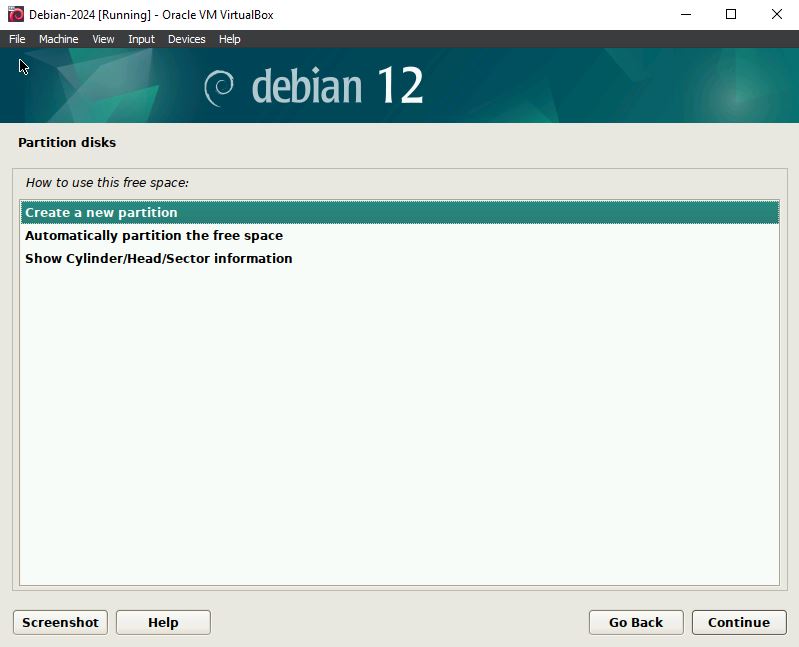 Debian-2024 [Running] - Oracle VM VirtualBox
File Machine View Input Devices Help
debian 12
Partition disks
How to use this free space:
Create a new partition
Automatically partition the free space
Show Cylinder/Head/Sector information
Screenshot Help Go Back Continue